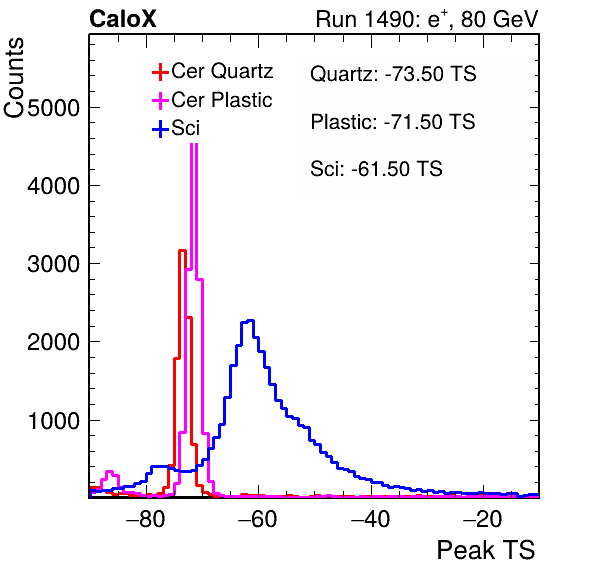 CaloX Run 1490: e⁺, 80 GeV
Counts
Cer Quartz
Cer Plastic
Sci
Quartz: -73.50 TS
Plastic: -71.50 TS
Sci: -61.50 TS
5000
4000
3000
2000
1000
−80 −60 −40 −20
Peak TS